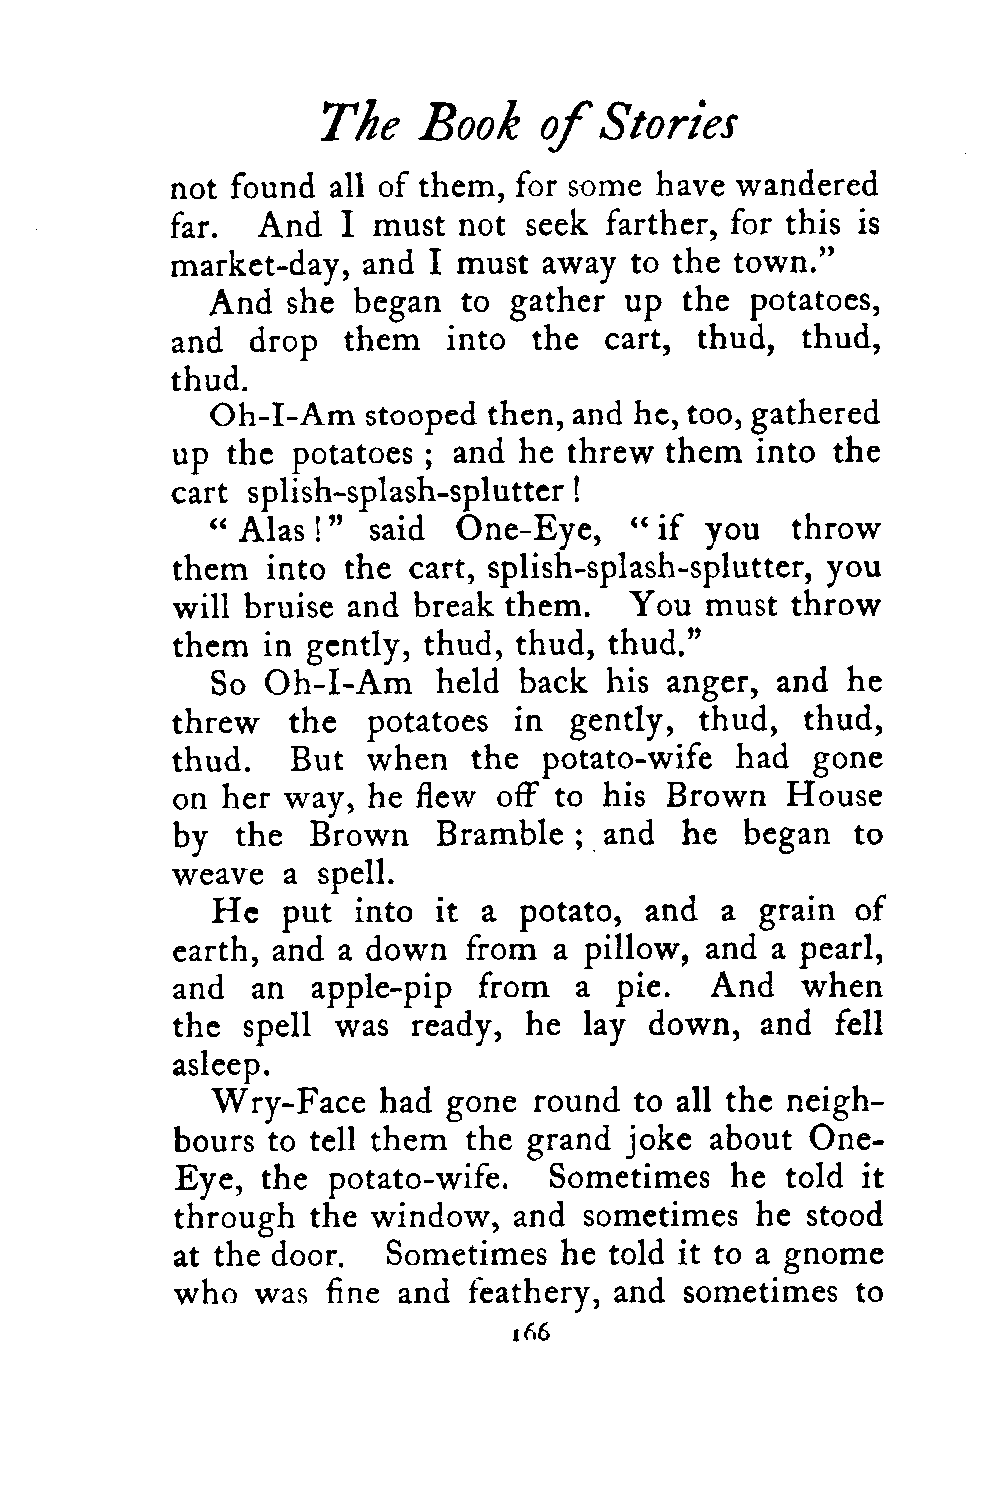 The Book of Stories
not found all of them, for some have wandered
far. And I must not seek farther, for this is
market-day, and I must away to the town.”
And she began to gather up the potatoes,
and drop them into the cart, thud, thud,
thud.
Oh-I-Am stooped then, and he, too, gathered
up the potatoes ; and he threw them into the
cart splish-splash-splutter !
“ Alas ! ” said One-Eye, “ if you throw
them into the cart, splish-splash-splutter, you
will bruise and break them. You must throw
them in gently, thud, thud, thud.”
So Oh-I-Am held back his anger, and he
threw the potatoes in gently, thud, thud,
thud. But when the potato-wife had gone
on her way, he flew off to his Brown House
by the Brown Bramble ; and he began to
weave a spell.
He put into it a potato, and a grain of
earth, and a down from a pillow, and a pearl,
and an apple-pip from a pie. And when
the spell was ready, he lay down, and fell
asleep.
Wry-Face had gone round to all the neigh-
bours to tell them the grand joke about One-
Eye, the potato-wife. Sometimes he told it
through the window, and sometimes he stood
at the door. Sometimes he told it to a gnome
who was fine and feathery, and sometimes to
166